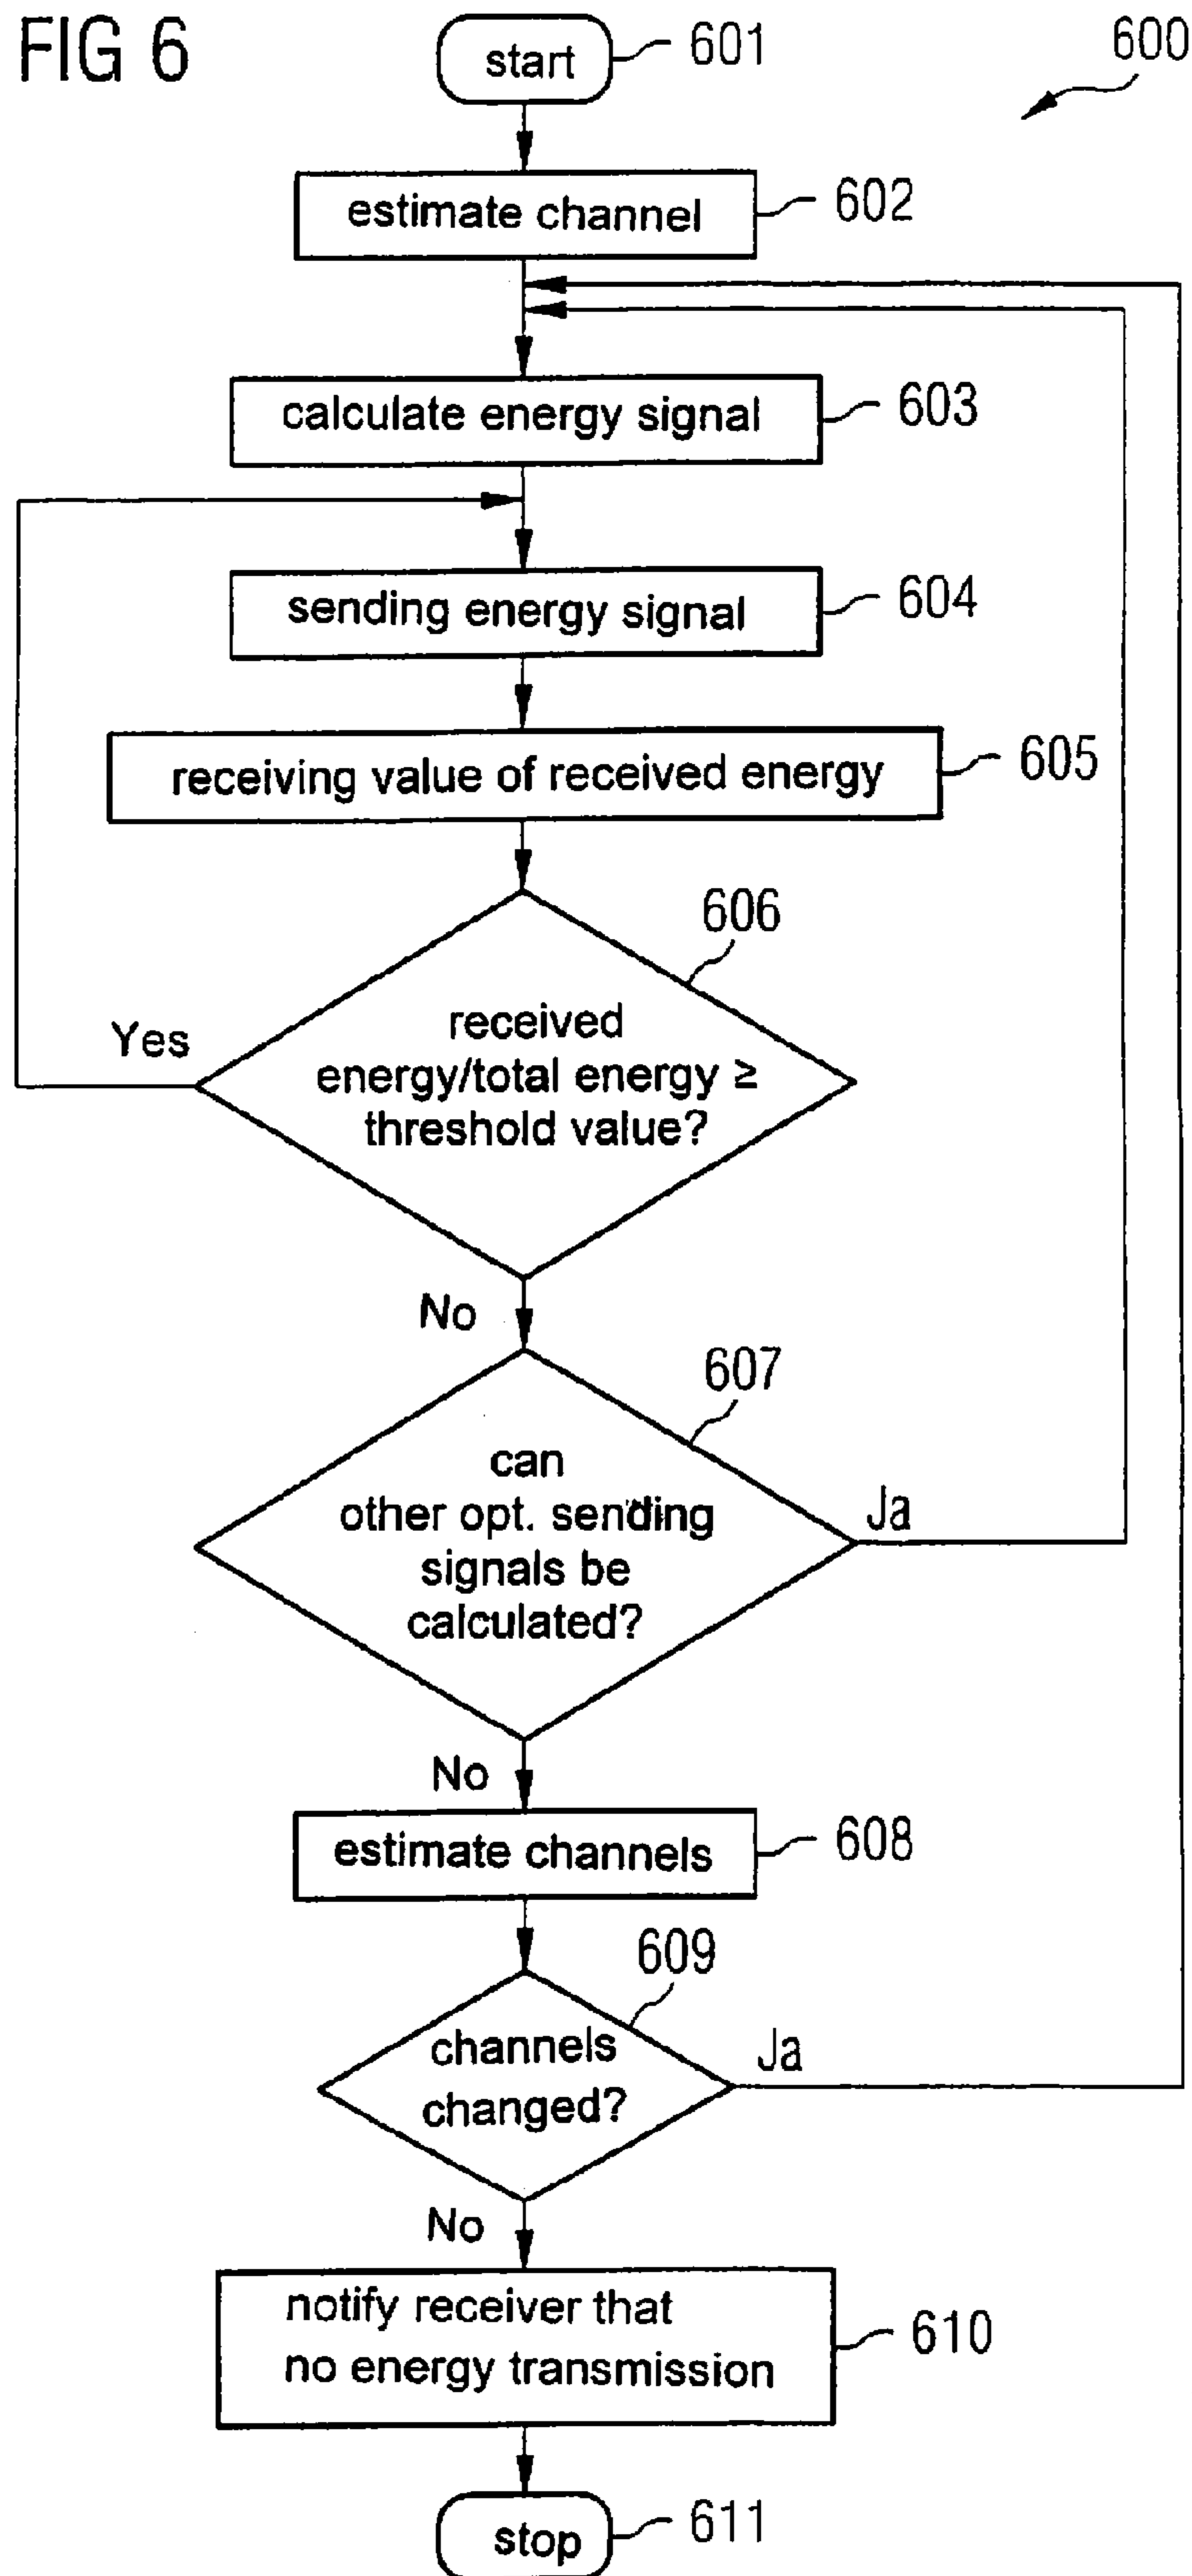 FIG 6
start
601
600
estimate channel
602
calculate energy signal
603
sending energy signal
604
receiving value of received energy
605
606
received
energy/total energy ≥
threshold value?
Yes
No
607
can
other opt. sending
signals be
calculated?
Ja
No
estimate channels
608
609
channels
changed?
Ja
No
notify receiver that
no energy transmission
610
stop
611